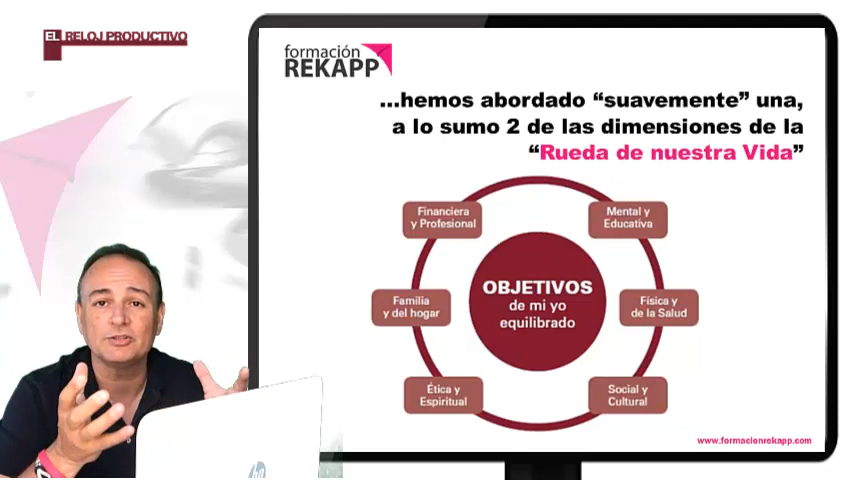 EL RELOJ PRODUCTIVO
formación
REKAPP
...hemos abordado “suavemente” una,
a lo sumo 2 de las dimensiones de la
“Rueda de nuestra Vida”
Financiera
y Profesional
Mental y
Educativa
Familia
y del hogar
OBJETIVOS
de mi yo
equilibrado
Física y
de la Salud
Ética y
Espiritual
Social y
Cultural
www.formacionrekapp.com
hp